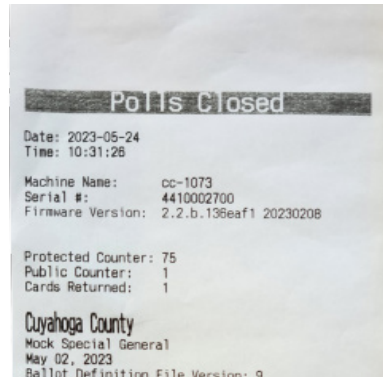 Polls Closed
Date: 2023-05-24
Time: 10:31:26
Machine Name: cc-1073
Serial #: 4410002700
Firmware Version: 2.2.b.136eaf1 20230208
Protected Counter: 75
Public Counter: 1
Cards Returned: 1
Cuyahoga County
Mock Special General
May 02, 2023
Ballot Definition File Version: 9